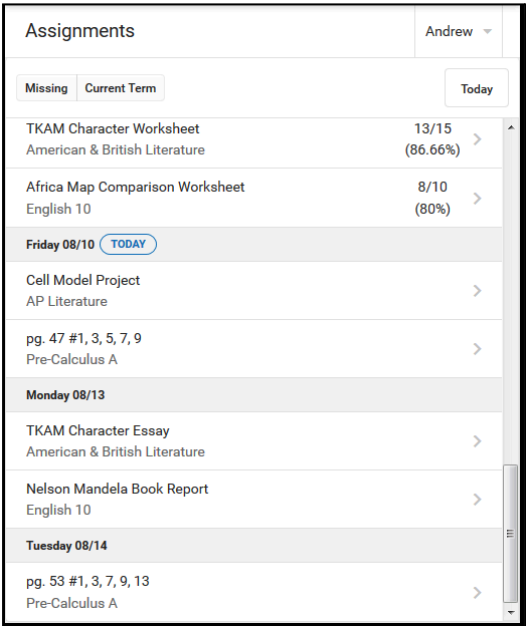 Assignments
Andrew
Missing Current Term
Today
TKAM Character Worksheet 13/15
American & British Literature (86.66%)
Africa Map Comparison Worksheet 8/10
English 10 (80%)
Friday 08/10 TODAY
Cell Model Project
AP Literature
pg. 47 #1, 3, 5, 7, 9
Pre-Calculus A
Monday 08/13
TKAM Character Essay
American & British Literature
Nelson Mandela Book Report
English 10
Tuesday 08/14
pg. 53 #1, 3, 7, 9, 13
Pre-Calculus A